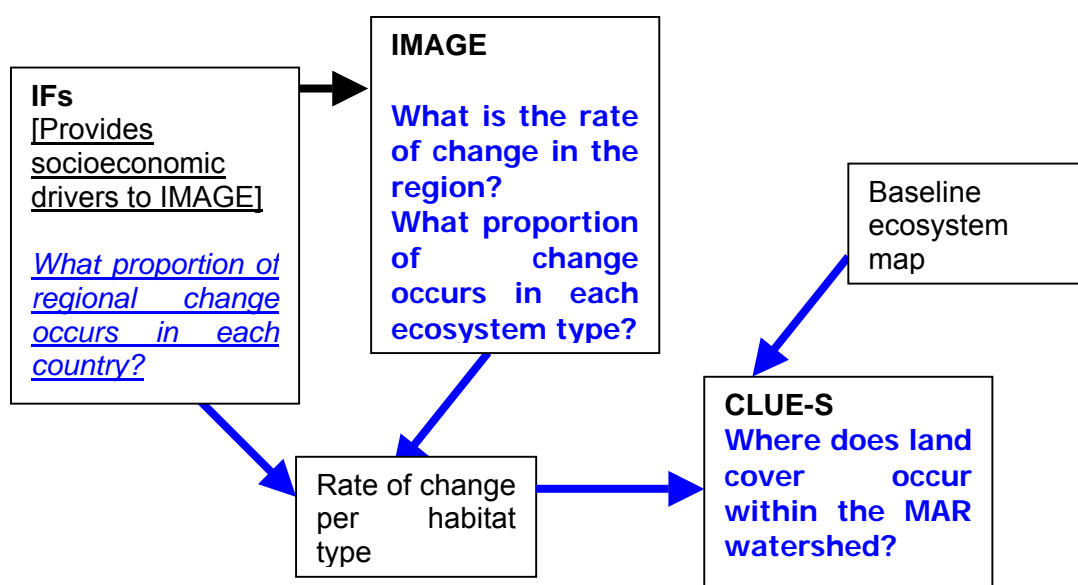 IFs
[Provides
socioeconomic
drivers to IMAGE]
What proportion of
regional change
occurs in each
country?
IMAGE
What is the rate
of change in the
region?
What proportion
of change
occurs in each
ecosystem type?
Baseline
ecosystem
map
Rate of change
per habitat
type
CLUE-S
Where does land
cover occur
within the MAR
watershed?